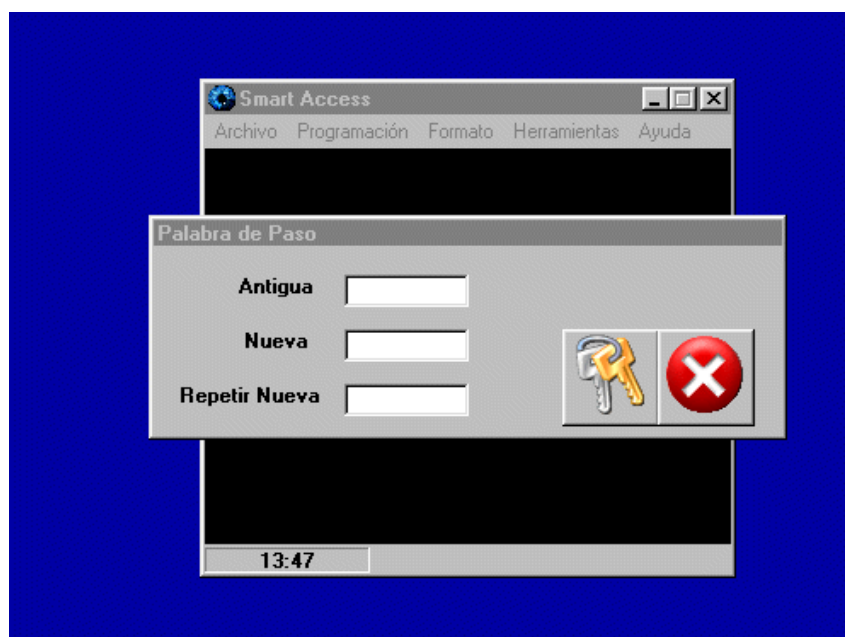 Smart Access
Archivo Programación Formato Herramientas Ayuda
Palabra de Paso
Antigua
Nueva
Repetir Nueva
13:47